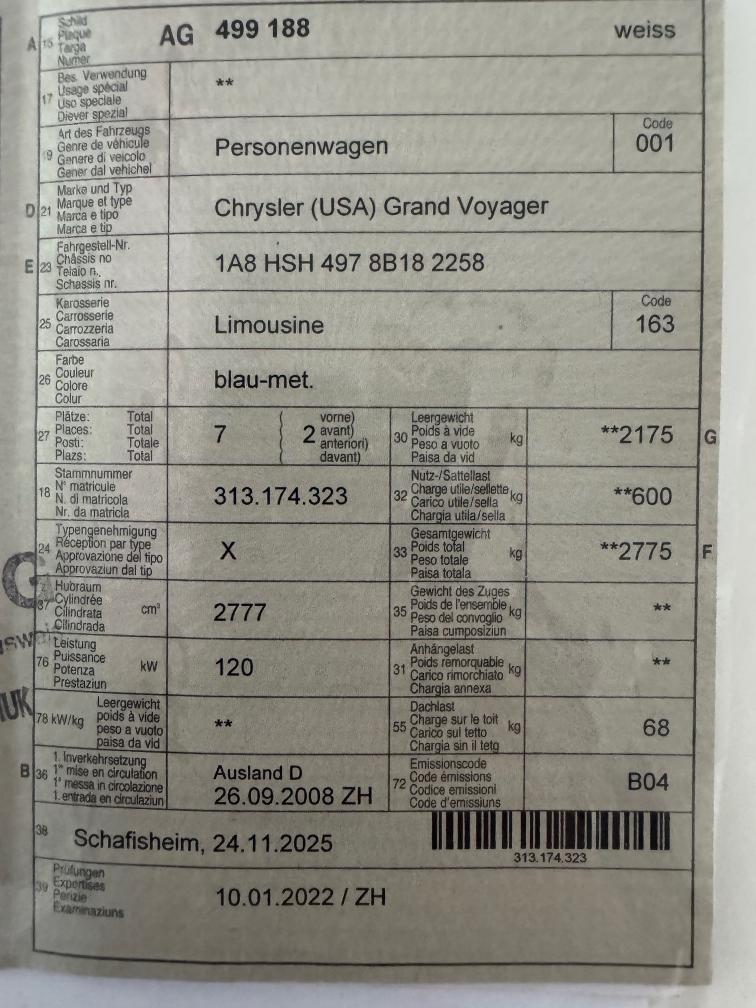 A 15 Schild
Plaque
Targa
Numer
AG 499 188 weiss
17 Bes. Verwendung
Usage spécial
Uso speciale
Diever spezial
**
19 Art des Fahrzeugs
Genre de véhicule
Genere di veicolo
Gener dal vehichel
Personenwagen
Code
001
D 21 Marke und Typ
Marque et type
Marca e tipo
Marca e tip
Chrysler (USA) Grand Voyager
E 23 Fahrgestell-Nr.
Châssis no
Telaio n.
Schassis nr.
1A8 HSH 497 8B18 2258
25 Karosserie
Carrosserie
Carrozzeria
Carossaria
Limousine
Code
163
26 Farbe
Couleur
Colore
Colur
blau-met.
27 Plätze: Total
Places: Total
Posti: Totale
Plazs: Total
7
2
vorne)
avant)
anteriori)
davant)
30 Leergewicht
Poids à vide
Peso a vuoto
Paisa da vid
kg
**2175 G
18 Stammnummer
N° matricule
N. di matricola
Nr. da matricla
313.174.323
32 Nutz-/Sattellast
Charge utile/sellette
Carico utile/sella
Chargia utila/sella
kg
**600
24 Typengenehmigung
Réception par type
Approvazione del tipo
Approvaziun dal tip
X
33 Gesamtgewicht
Poids total
Peso totale
Paisa totala
kg
**2775 F
37 Hubraum
Cylindrée
Cilindrata
Cilindrada
cm³
2777
35 Gewicht des Zuges
Poids de l'ensemble
Peso del convoglio
Paisa cumposiziun
kg
**
76 Leistung
Puissance
Potenza
Prestaziun
kW
120
31 Anhängelast
Poids remorquable
Carico rimorchiato
Chargia annexa
kg
**
78 kW/kg
Leergewicht
poids à vide
peso a vuoto
paisa da vid
**
55 Dachlast
Charge sur le toit
Carico sul tetto
Chargia sin il tetg
kg
68
B 36 1. Inverkehrsetzung
1re mise en circulation
1a messa in circolazione
1. entrada en circulaziun
Ausland D
26.09.2008 ZH
72 Emissionscode
Code émissions
Codice emissioni
Code d'emissiuns
B04
38
Schafisheim, 24.11.2025
313.174.323
39 Prüfungen
Expertises
Perizie
Examinaziuns
10.01.2022 / ZH